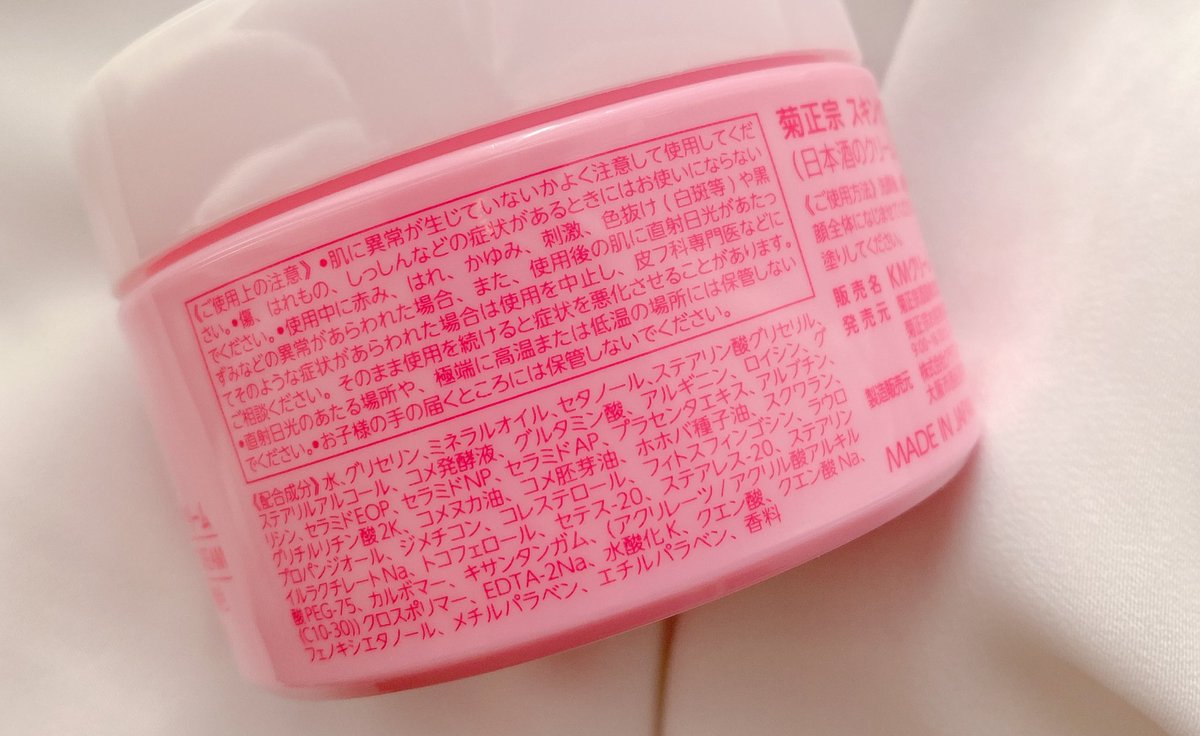 《ご使用上の注意》●肌に異常が生じていないかよく注意して使用してくだ
さい。●傷、はれもの、しっしんなどの症状があるときにはお使いにならない
でください。●使用中に赤み、はれ、かゆみ、刺激、色抜け(白斑等)や黒
ずみなどの異常があらわれた場合、また、使用後の肌に直射日光があたっ
てそのような症状があらわれた場合は使用を中止し、皮フ科専門医などに
ご相談ください。そのまま使用を続けると症状を悪化させることがあります。
●直射日光のあたる場所や、極端に高温または低温の場所には保管しない
でください。●お子様の手の届くところには保管しないでください。
《配合成分》水、グリセリン、ミネラルオイル、セタノール、ステアリン酸グリセリル、
ステアリルアルコール、コメ発酵液、グルタミン酸、アルギニン、ロイシン、グ
リシン、セラミドEOP、セラミドNP、セラミドAP、プラセンタエキス、アルブチン、
グリチルリチン酸2K、コメヌカ油、コメ胚芽油、ホホバ種子油、スクワラン、
プロパンジオール、ジメチコン、コレステロール、フィトスフィンゴシン、ラウロ
イルラクチレートNa、トコフェロール、セテス-20、ステアレス-20、ステアリン
酸PEG-75、カルボマー、キサンタンガム、(アクリレーツ/アクリル酸アルキル
(C10-30))クロスポリマー、EDTA-2Na、水酸化K、クエン酸、クエン酸Na、
フェノキシエタノール、メチルパラベン、エチルパラベン、香料
菊正宗 スキン
(日本酒のクリー
《ご使用方法》
顔全体になじませて
塗りしてください。
販売名 KMクリー
発売元 菊正宗
製造販売元 株式会社
大阪市
MADE IN JAPAN